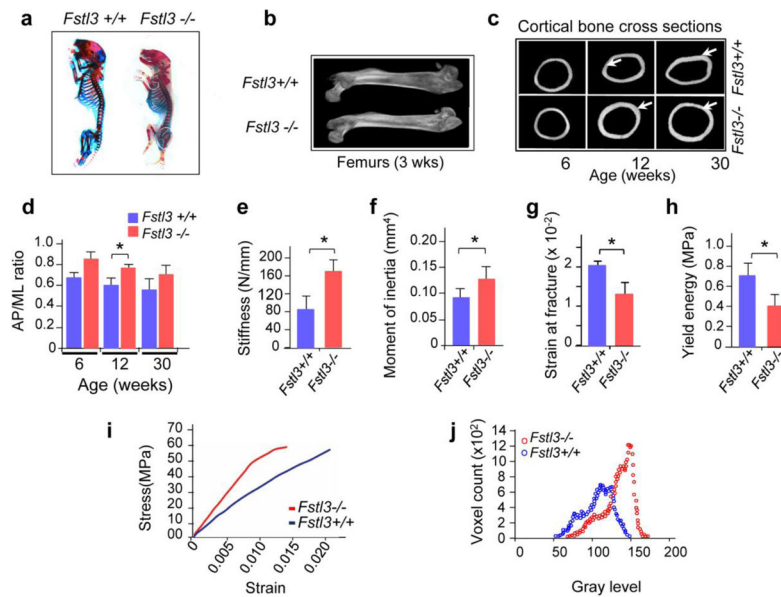 a
Fstl3 +/+ Fstl3 -/-
b
Fstl3+/+
Fstl3 -/-
Femurs (3 wks)
c
Cortical bone cross sections
Fstl3+/+
Fstl3-/-
6 12 30
Age (weeks)
d
Fstl3 +/+
Fstl3 -/-
AP/ML ratio
1.0
0.8
0.6
0.4
0.2
0
*
6 12 30
Age (weeks)
e
Stiffness (N/mm)
200
160
120
80
40
0
*
Fstl3+/+
Fstl3-/-
f
Moment of inertia (mm⁴)
0.20
0.15
0.10
0.05
0
*
Fstl3+/+
Fstl3-/-
g
Strain at fracture (x 10⁻²)
2
1
0
*
Fstl3+/+
Fstl3-/-
h
Yield energy (MPa)
1.0
0.8
0.6
0.4
0.2
0
*
Fstl3+/+
Fstl3-/-
i
Stress(MPa)
70
60
50
40
30
20
10
00
Fstl3-/-
Fstl3+/+
0 0.005 0.010 0.015 0.020
Strain
j
Fstl3-/-
Fstl3+/+
Voxel count (x10²)
14
12
10
8
6
4
2
0
0 50 100 150 200
Gray level